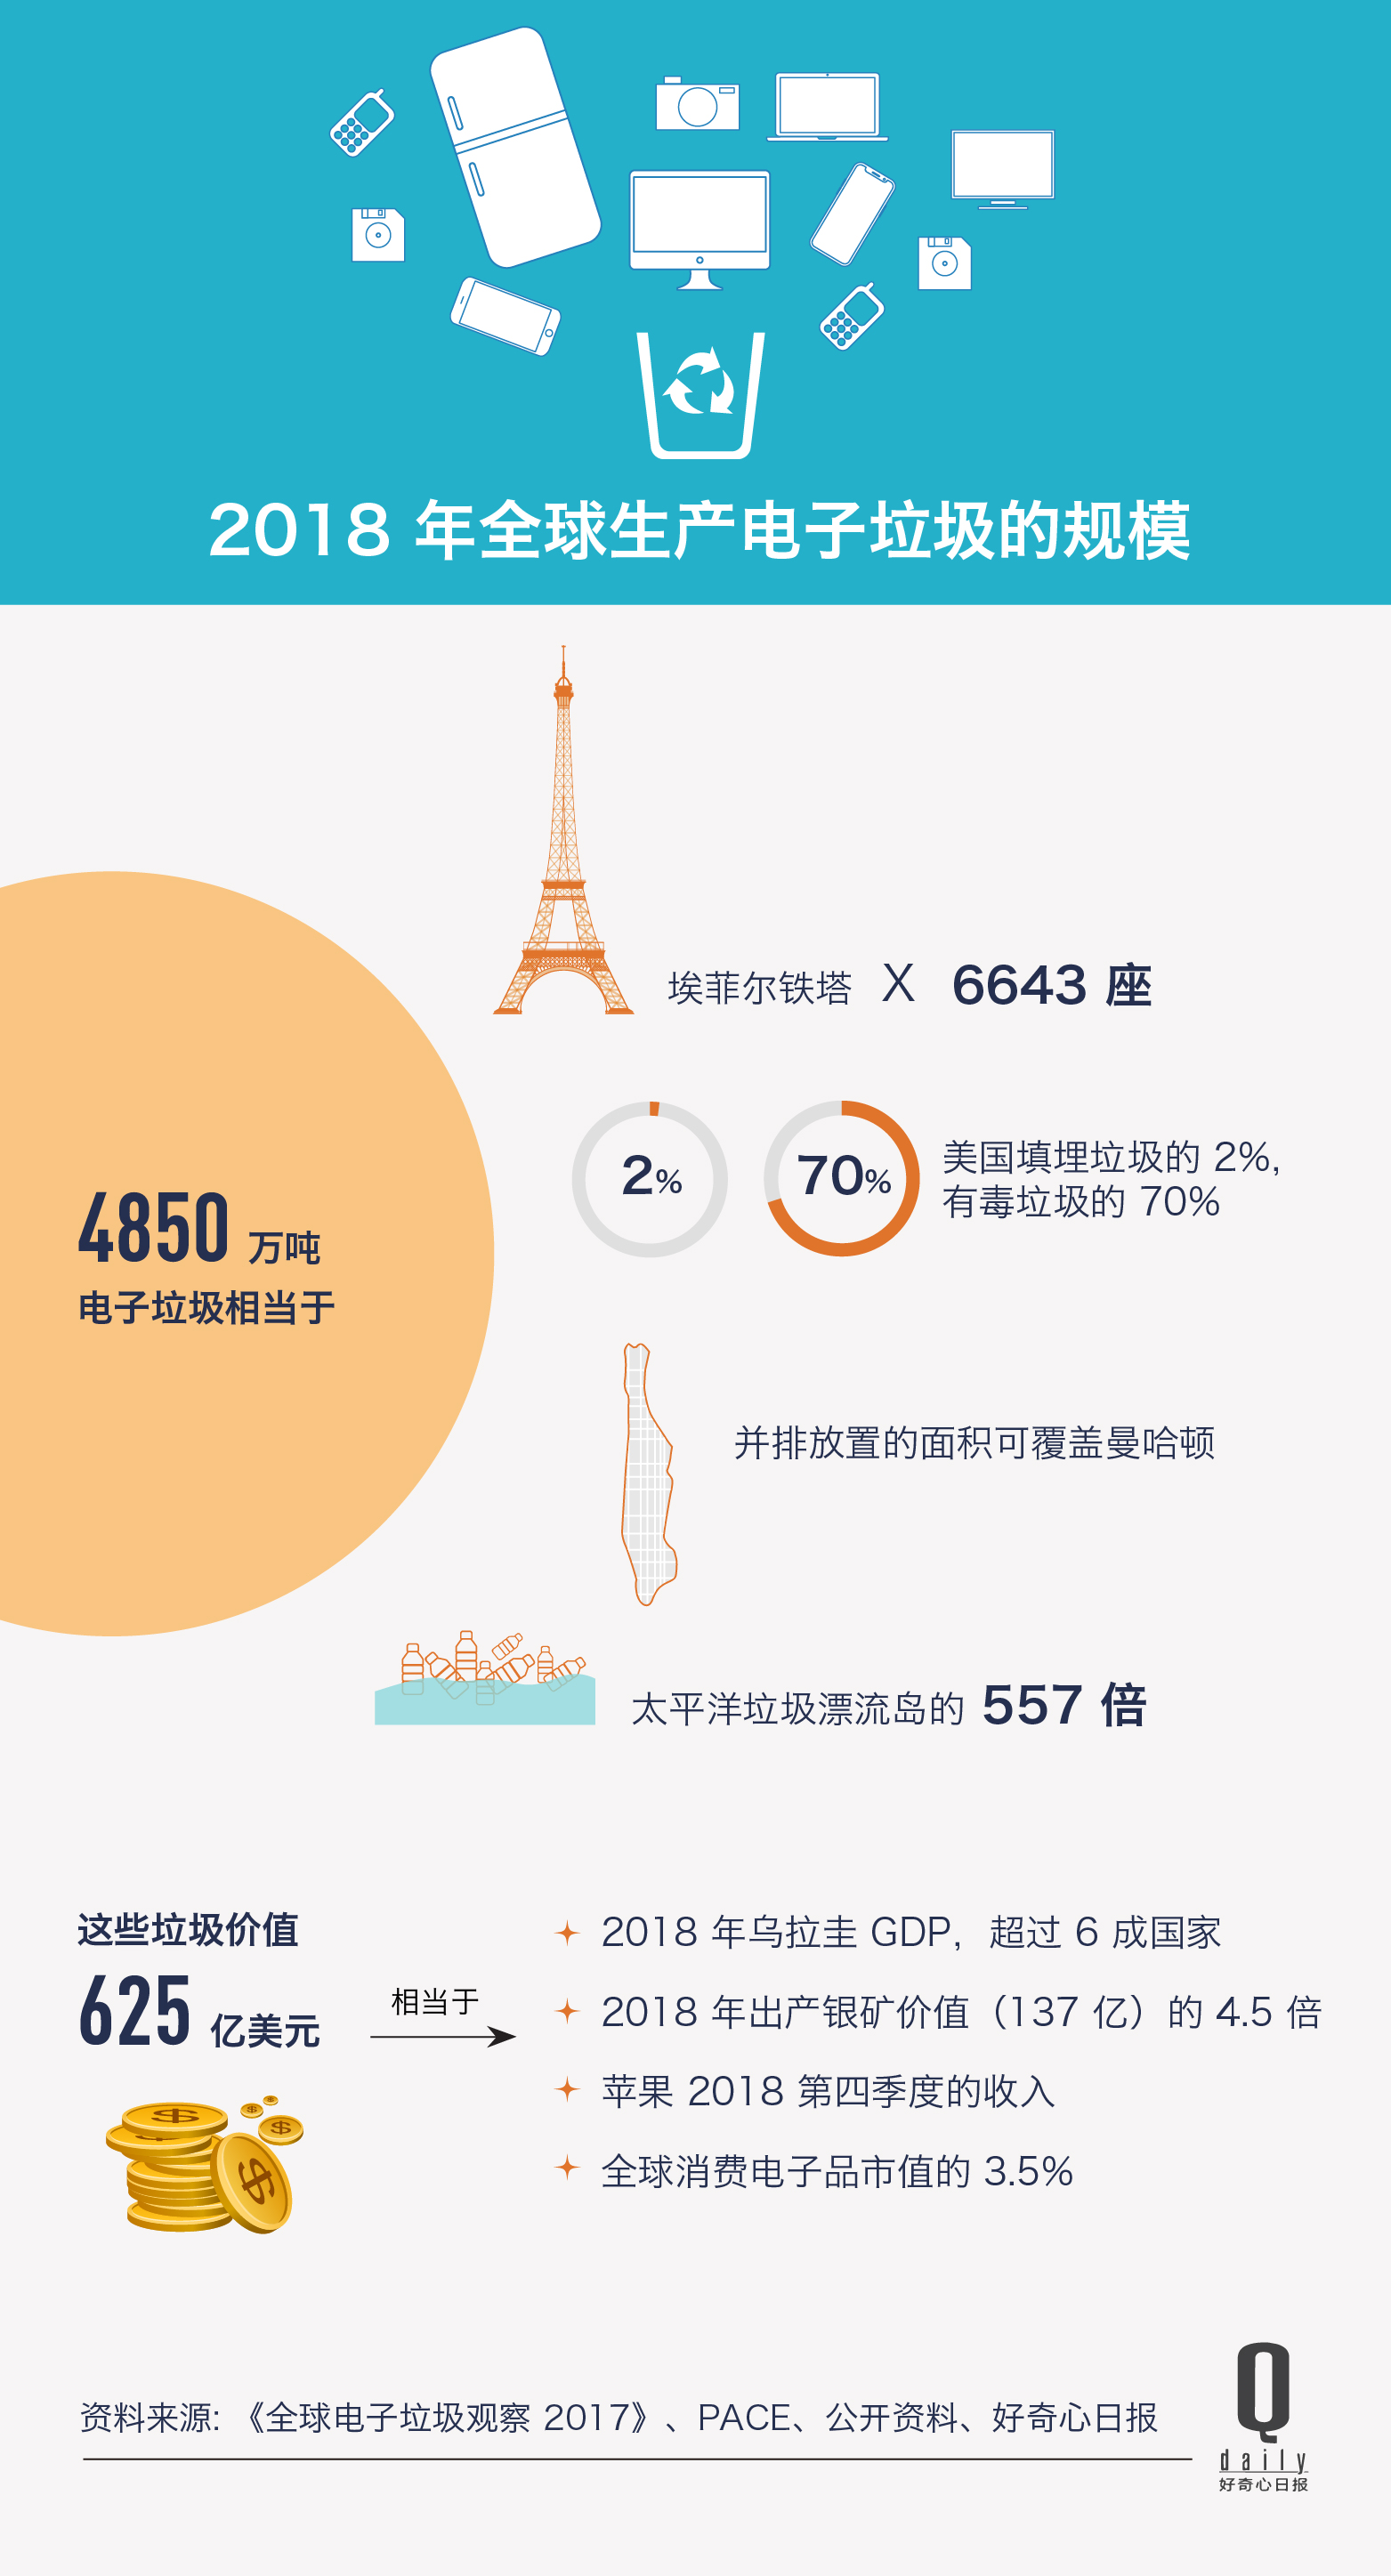 2018 年全球生产电子垃圾的规模
埃菲尔铁塔 X 6643 座
2%
70%
美国填埋垃圾的 2%,
有毒垃圾的 70%
4850 万吨
电子垃圾相当于
并排放置的面积可覆盖曼哈顿
太平洋垃圾漂流岛的 557 倍
这些垃圾价值
625 亿美元
相当于
2018 年乌拉圭 GDP，超过 6 成国家
2018 年出产银矿价值（137 亿）的 4.5 倍
苹果 2018 第四季度的收入
全球消费电子品市值的 3.5%
资料来源：《全球电子垃圾观察 2017》、PACE、公开资料、好奇心日报
Q
daily
好奇心日报